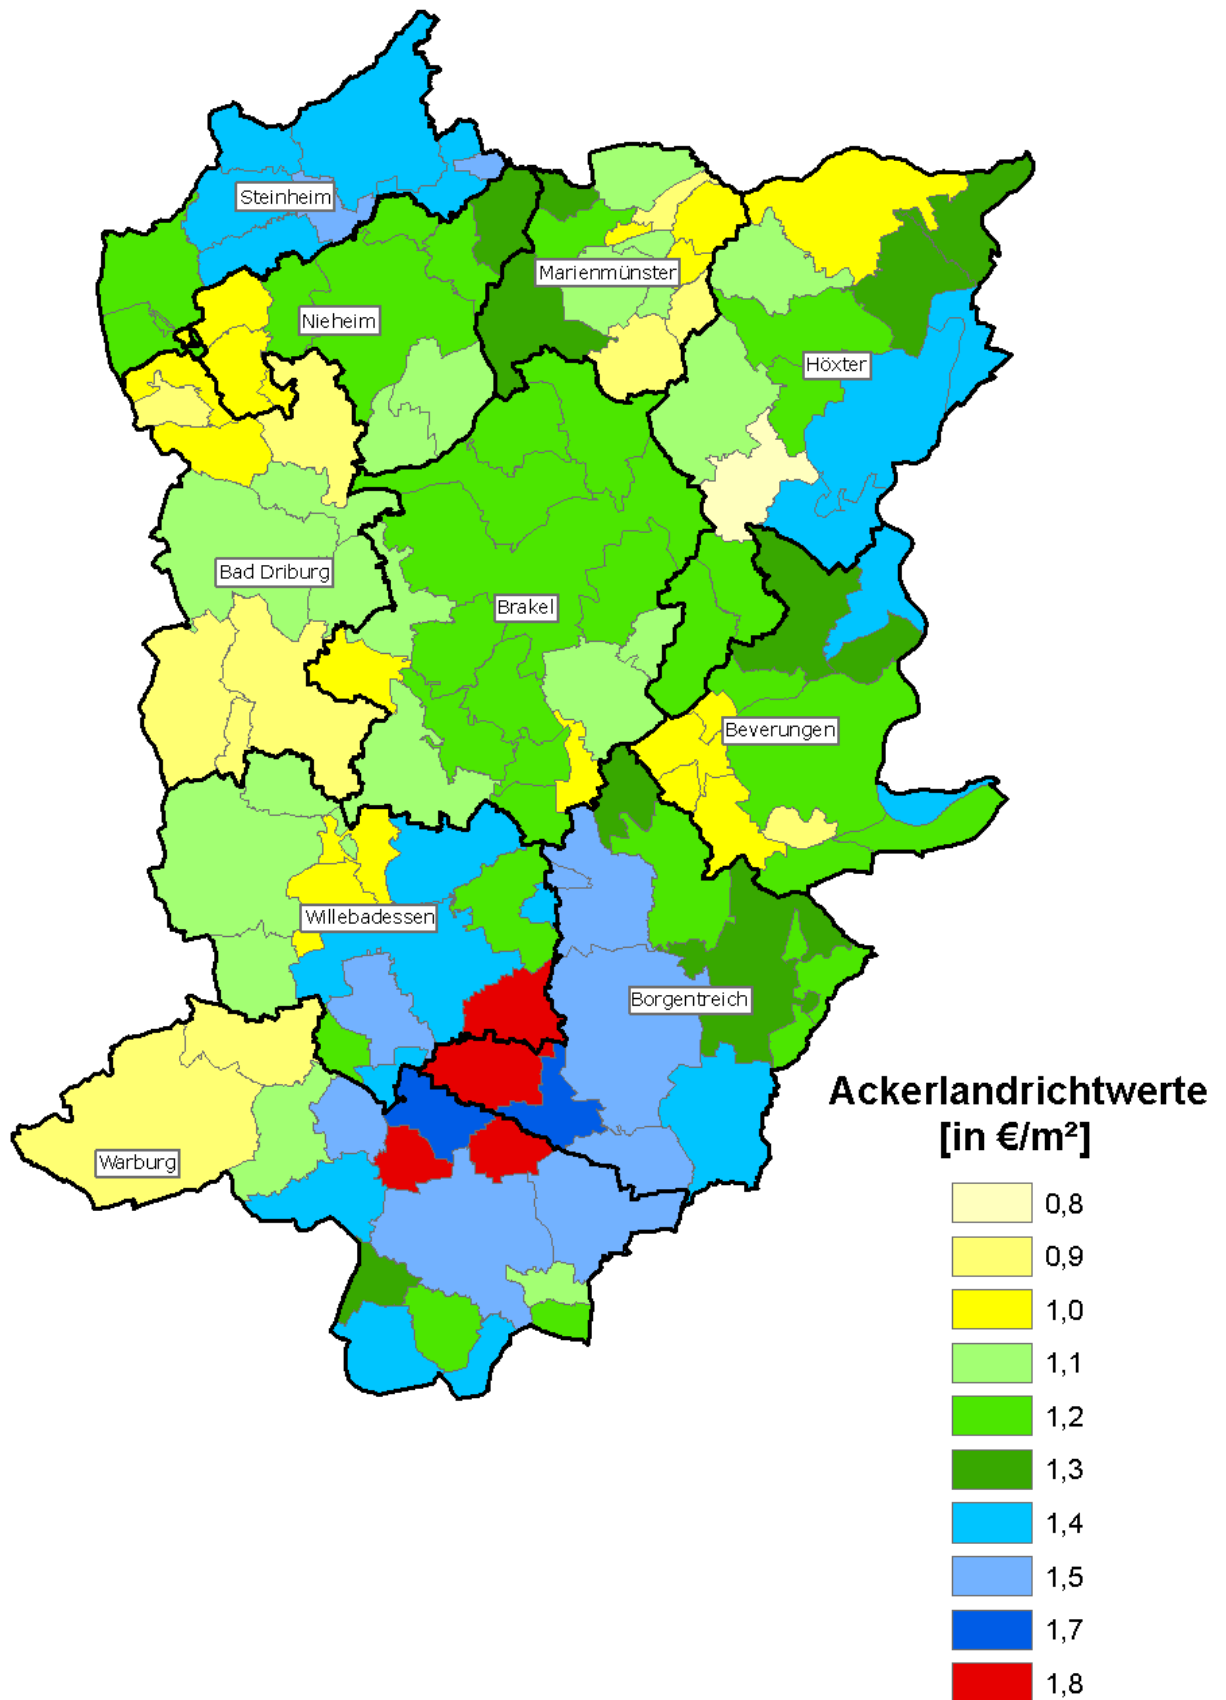 Steinheim
Marienmünster
Nieheim
Höxter
Bad Driburg
Brakel
Beverungen
Willebadessen
Borgentreich
Warburg
Ackerlandrichtwerte
[in €/m²]
0,8
0,9
1,0
1,1
1,2
1,3
1,4
1,5
1,7
1,8